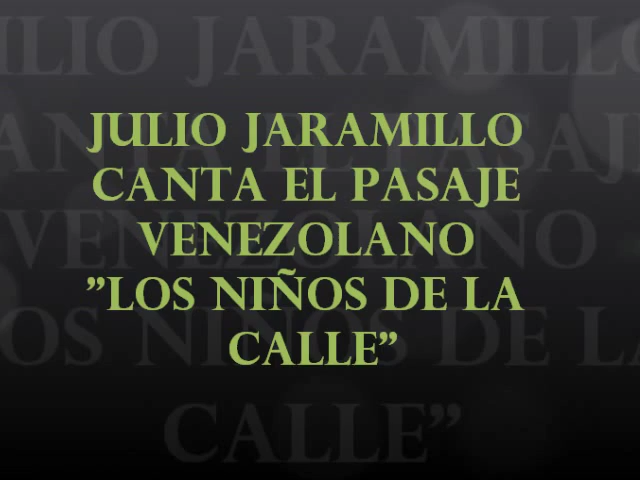 JULIO JARAMILLO
CANTA EL PASAJE
VENEZOLANO
”LOS NIÑOS DE LA
CALLE”